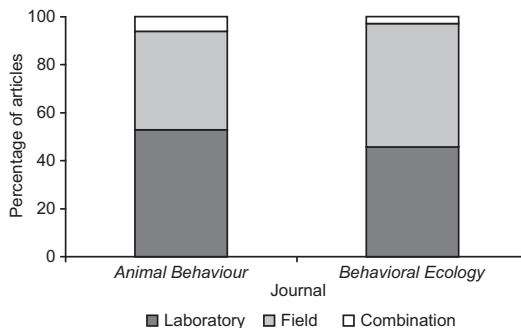 100
80
60
40
20
0
Percentage of articles
Animal Behaviour
Behavioral Ecology
Journal
Laboratory Field Combination